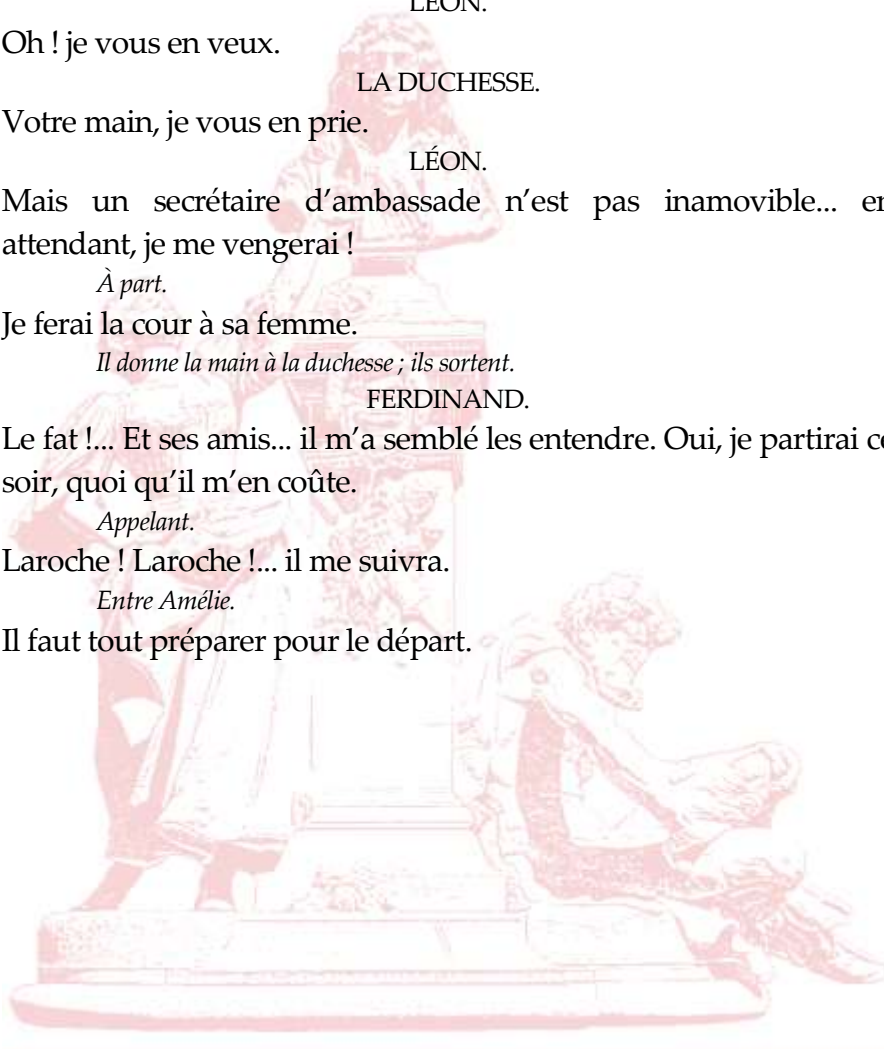 LÉON.
Oh ! je vous en veux.
LA DUCHESSE.
Votre main, je vous en prie.
LÉON.
Mais un secrétaire d’ambassade n’est pas inamovible... en
attendant, je me vengerai !
À part.
Je ferai la cour à sa femme.
Il donne la main à la duchesse ; ils sortent.
FERDINAND.
Le fat !... Et ses amis... il m’a semblé les entendre. Oui, je partirai ce
soir, quoi qu’il m’en coûte.
Appelant.
Laroche ! Laroche !... il me suivra.
Entre Amélie.
Il faut tout préparer pour le départ.